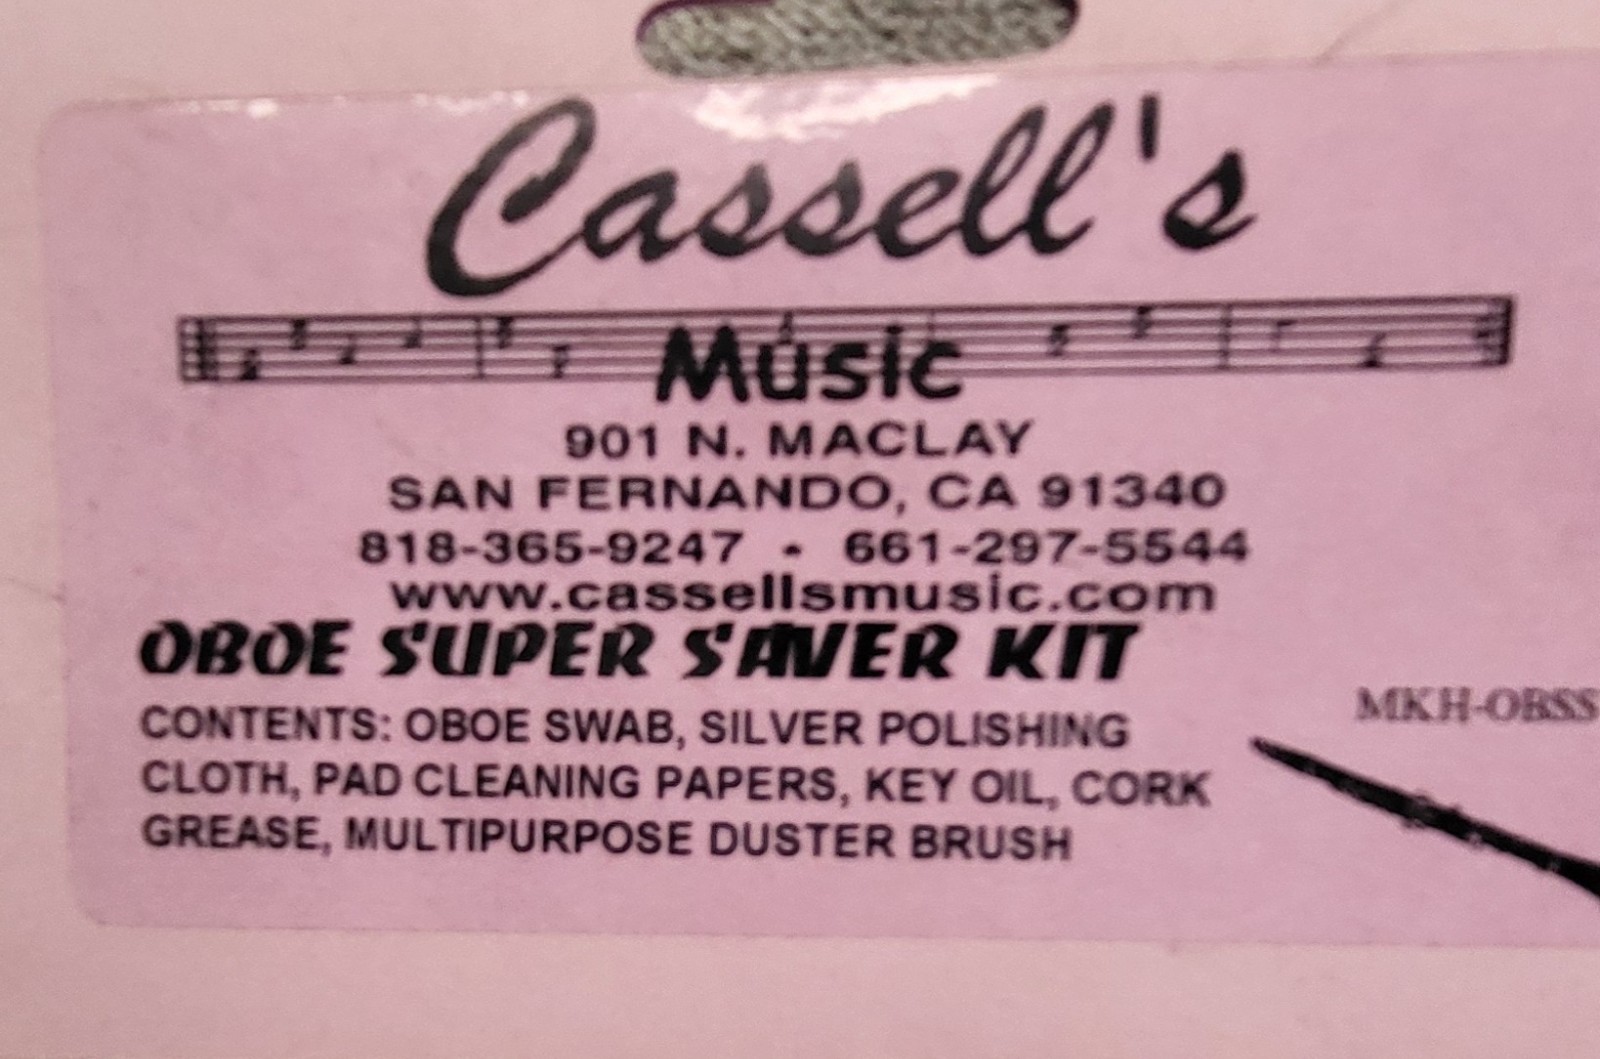 Cassell's
Music
901 N. MACLAY
SAN FERNANDO, CA 91340
818-365-9247 • 661-297-5544
www.cassellsmusic.com
OBOE SUPER SAVER KIT
MKH-OBSS
CONTENTS: OBOE SWAB, SILVER POLISHING
CLOTH, PAD CLEANING PAPERS, KEY OIL, CORK
GREASE, MULTIPURPOSE DUSTER BRUSH